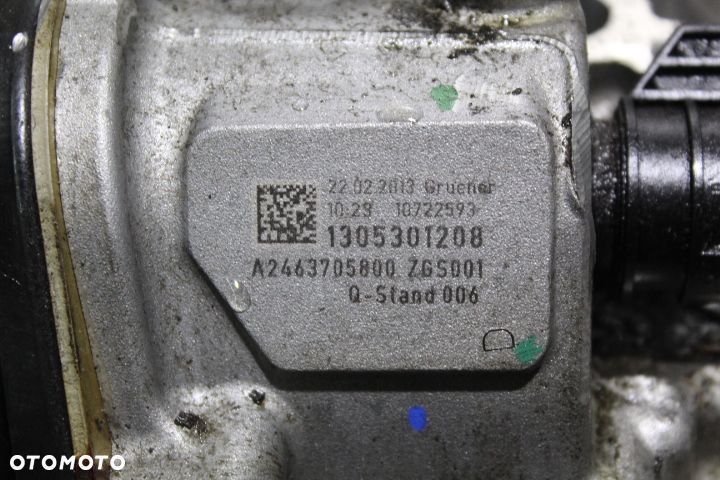 22.02.2013 Gruener
10:29 10722593
1305301208
A2463705800 ZGS001
Q-Stand 006
D
OTOMOTO